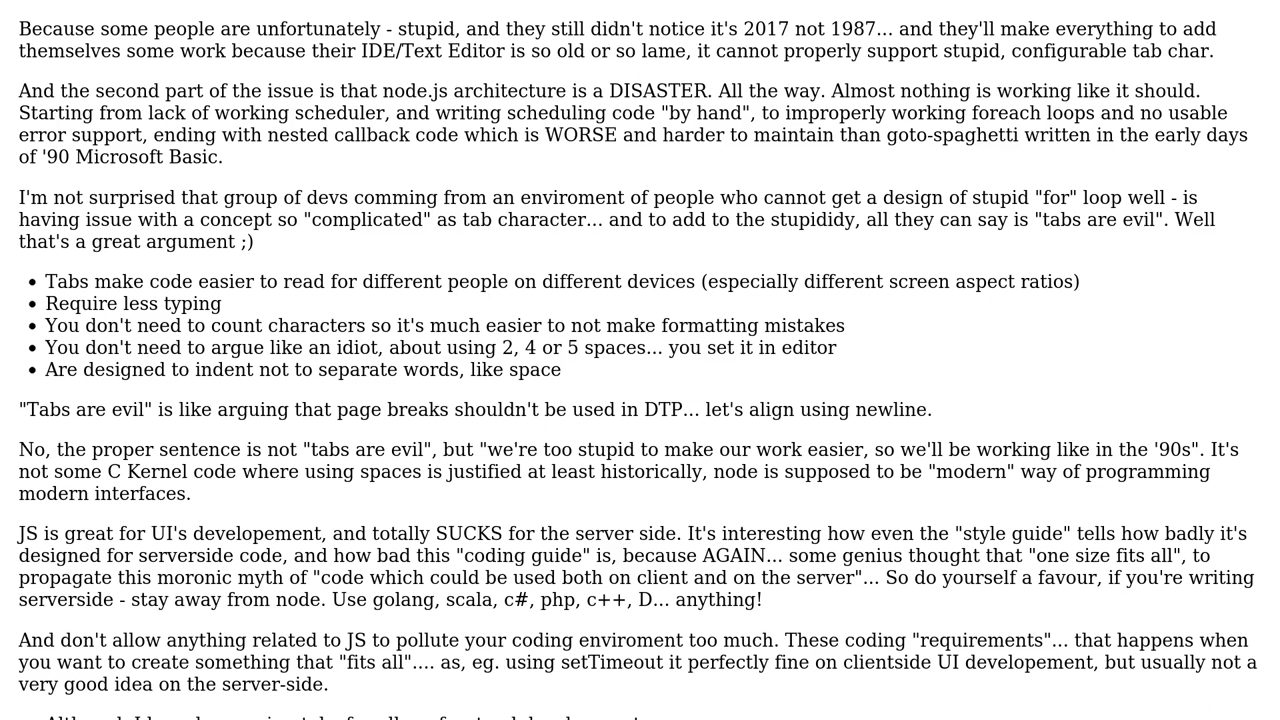 Because some people are unfortunately - stupid, and they still didn't notice it's 2017 not 1987... and they'll make everything to add
themselves some work because their IDE/Text Editor is so old or so lame, it cannot properly support stupid, configurable tab char.
And the second part of the issue is that node.js architecture is a DISASTER. All the way. Almost nothing is working like it should.
Starting from lack of working scheduler, and writing scheduling code "by hand", to improperly working foreach loops and no usable
error support, ending with nested callback code which is WORSE and harder to maintain than goto-spaghetti written in the early days
of '90 Microsoft Basic.
I'm not surprised that group of devs comming from an enviroment of people who cannot get a design of stupid "for" loop well - is
having issue with a concept so "complicated" as tab character... and to add to the stupididy, all they can say is "tabs are evil". Well
that's a great argument ;)
• Tabs make code easier to read for different people on different devices (especially different screen aspect ratios)
• Require less typing
• You don't need to count characters so it's much easier to not make formatting mistakes
• You don't need to argue like an idiot, about using 2, 4 or 5 spaces... you set it in editor
• Are designed to indent not to separate words, like space
"Tabs are evil" is like arguing that page breaks shouldn't be used in DTP... let's align using newline.
No, the proper sentence is not "tabs are evil", but "we're too stupid to make our work easier, so we'll be working like in the '90s". It's
not some C Kernel code where using spaces is justified at least historically, node is supposed to be "modern" way of programming
modern interfaces.
JS is great for UI's developement, and totally SUCKS for the server side. It's interesting how even the "style guide" tells how badly it's
designed for serverside code, and how bad this "coding guide" is, because AGAIN... some genius thought that "one size fits all", to
propagate this moronic myth of "code which could be used both on client and on the server"... So do yourself a favour, if you're writing
serverside - stay away from node. Use golang, scala, c#, php, c++, D... anything!
And don't allow anything related to JS to pollute your coding enviroment too much. These coding "requirements"... that happens when
you want to create something that "fits all".... as, eg. using setTimeout it perfectly fine on clientside UI developement, but usually not a
very good idea on the server-side.